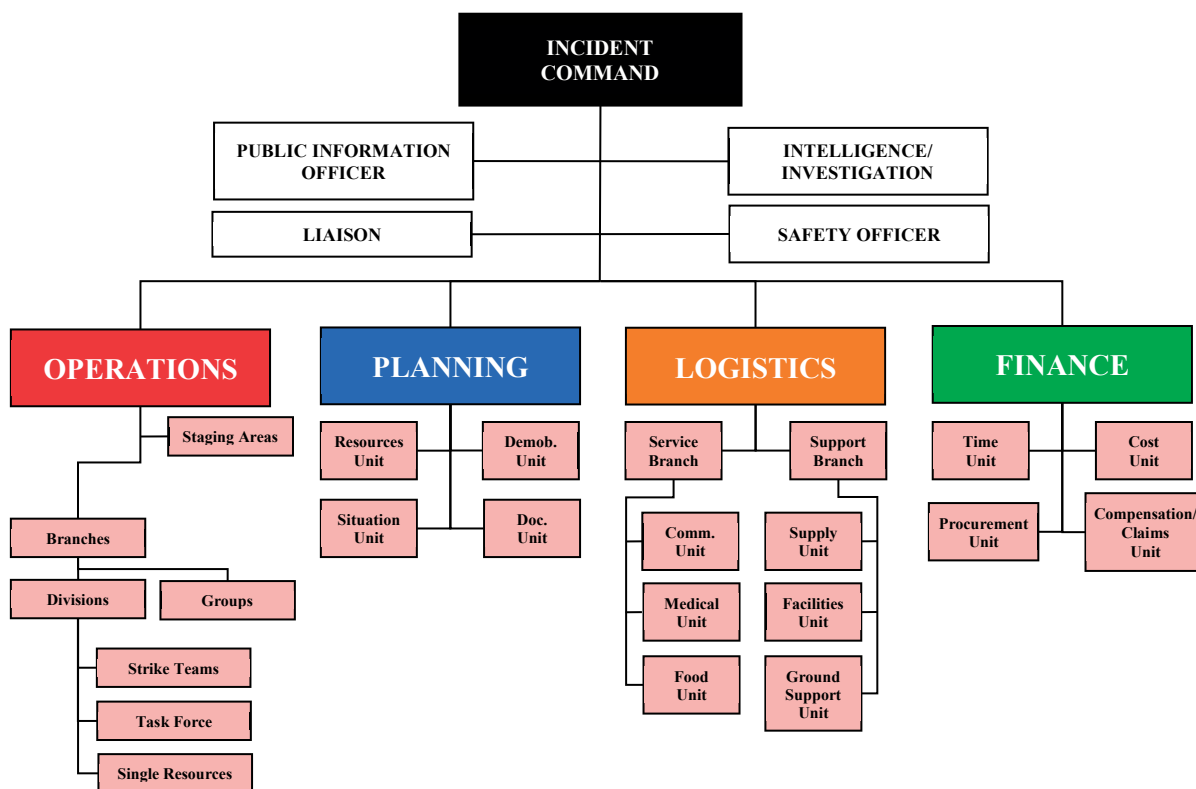 INCIDENT
COMMAND
PUBLIC INFORMATION
OFFICER
INTELLIGENCE/
INVESTIGATION
LIAISON
SAFETY OFFICER
OPERATIONS
PLANNING
LOGISTICS
FINANCE
Staging Areas
Branches
Divisions
Groups
Strike Teams
Task Force
Single Resources
Resources
Unit
Demob.
Unit
Situation
Unit
Doc.
Unit
Service
Branch
Support
Branch
Comm.
Unit
Supply
Unit
Medical
Unit
Facilities
Unit
Food
Unit
Ground
Support
Unit
Time
Unit
Cost
Unit
Procurement
Unit
Compensation/
Claims
Unit